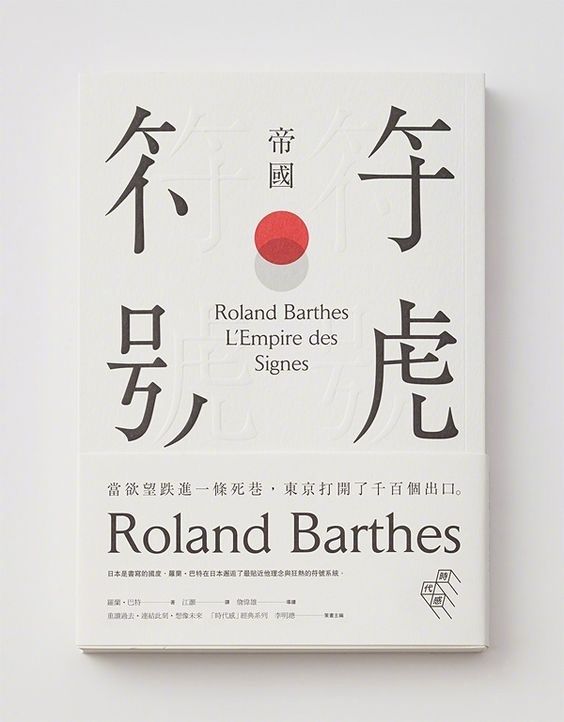 符
號
帝國
Roland Barthes
L’Empire des
Signes
當欲望跌進一條死巷，東京打開了千百個出口。
Roland Barthes
日本是書寫的國度。羅蘭・巴特在日本邂逅了最貼近他理念與狂熱的符號系統。
時代感
羅蘭・巴特——著 江灝——譯 詹偉雄——導讀
重讀過去・連結此刻・想像未來 「時代感」經典系列 李明璁——策畫主編